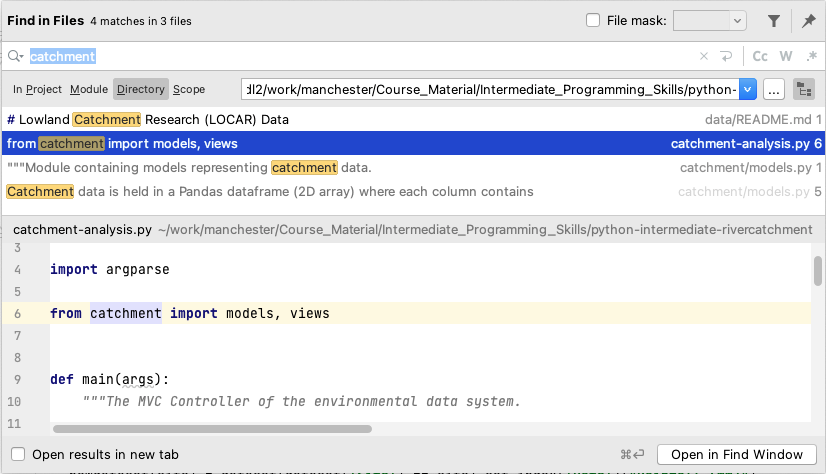 Find in Files 4 matches in 3 files File mask:
catchment Cc W .*
In Project Module Directory Scope dl2/work/manchester/Course_Material/Intermediate_Programming_Skills/python- ...
# Lowland Catchment Research (LOCAR) Data data/README.md 1
from catchment import models, views catchment-analysis.py 6
"""Module containing models representing catchment data. catchment/models.py 1
Catchment data is held in a Pandas dataframe (2D array) where each column contains catchment/models.py 5
catchment-analysis.py ~/work/manchester/Course_Material/Intermediate_Programming_Skills/python-intermediate-rivercatchment
3
4 import argparse
5
6 from catchment import models, views
7
8
9 def main(args):
10 """The MVC Controller of the environmental data system.
11
Open results in new tab ⌘↩ Open in Find Window